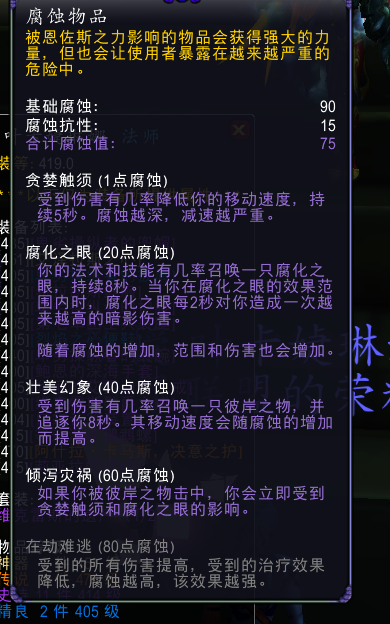 腐蚀物品
被恩佐斯之力影响的物品会获得强大的力
量，但也会让使用者暴露在越来越严重的
危险中。
基础腐蚀: 90
腐蚀抗性: 15
合计腐蚀值: 75
贪婪触须 (1点腐蚀)
受到伤害有几率降低你的移动速度，持
续5秒。腐蚀越深，减速越严重。
腐化之眼 (20点腐蚀)
你的法术和技能有几率召唤一只腐化之
眼，持续8秒。当你在腐化之眼的效果范
围内时，腐化之眼每2秒对你造成一次越
来越高的暗影伤害。
随着腐蚀的增加，范围和伤害也会增加。
壮美幻象 (40点腐蚀)
受到伤害有几率召唤一只彼岸之物，并
追逐你8秒。其移动速度会随腐蚀的增加
而提高。
倾泻灾祸 (60点腐蚀)
如果你被彼岸之物击中，你会立即受到
贪婪触须和腐化之眼的影响。
在劫难逃 (80点腐蚀)
受到的所有伤害提高，受到的治疗效果
降低，腐蚀越高，该效果越强。
精良 2 件 405 级
法师
419.0
备列表:
决意之护]
琳
的荣